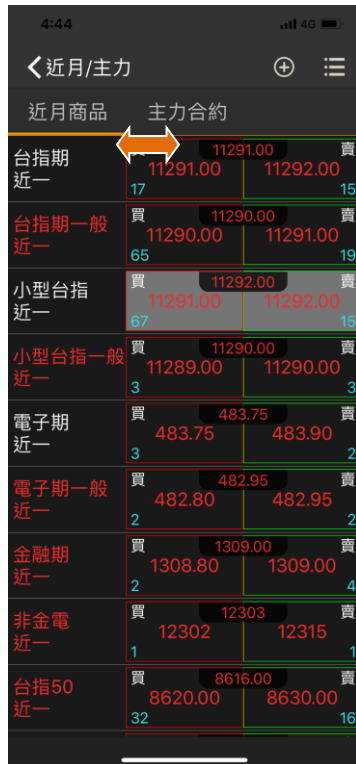 4:44 4G
近月/主力
近月商品 主力合約
台指期 11291.00 賣
近一 11291.00 11292.00
17 15
台指期一般 買 11290.00 賣
近一 11290.00 11291.00
65 19
小型台指 買 11292.00 賣
近一 11291.00 11292.00
67 15
小型台指一般 買 11290.00 賣
近一 11289.00 11290.00
3 3
電子期 買 483.75 賣
近一 483.75 483.90
3 2
電子期一般 買 482.95 賣
近一 482.80 482.95
2 2
金融期 買 1309.00 賣
近一 1308.80 1309.00
2 4
非金電 買 12303 賣
近一 12302 12315
1 1
台指50 買 8616.00 賣
近一 8620.00 8630.00
32 16